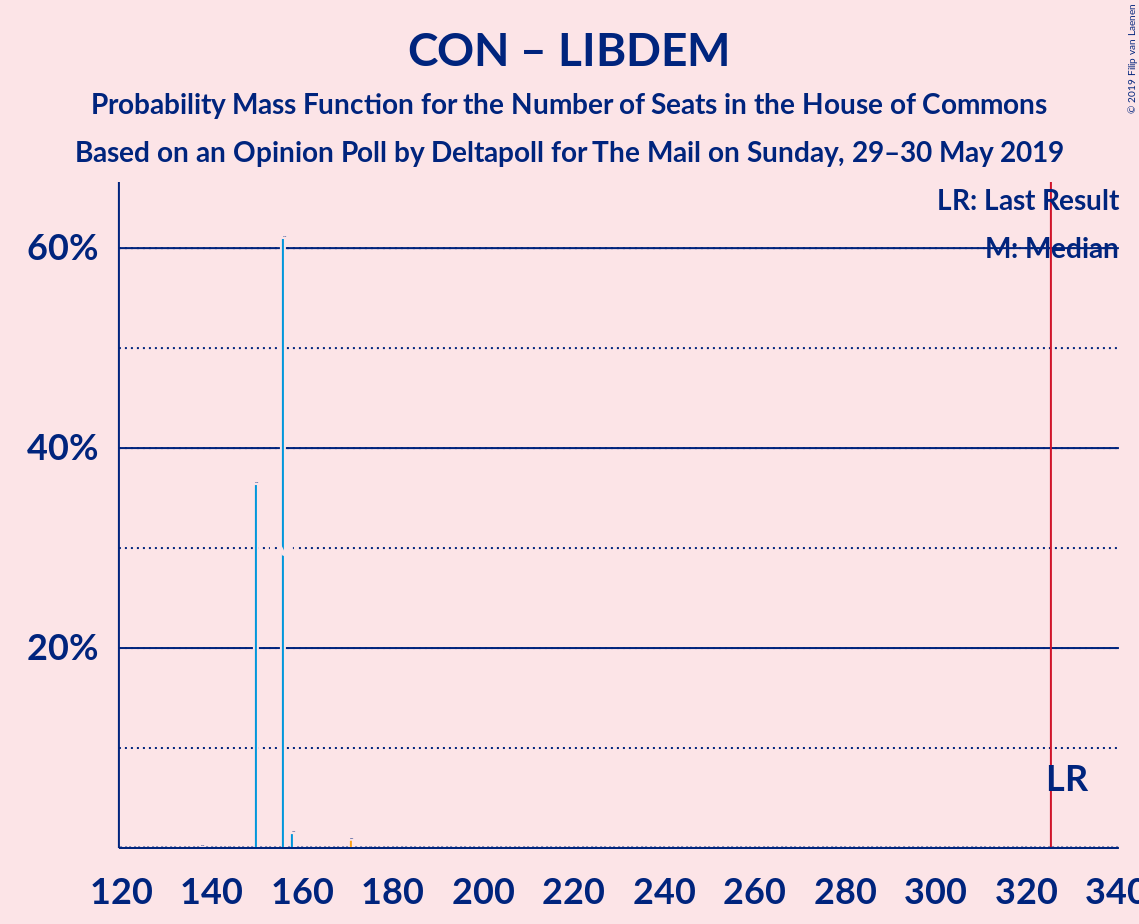 CON – LIBDEM
Probability Mass Function for the Number of Seats in the House of Commons
Based on an Opinion Poll by Deltapoll for The Mail on Sunday, 29–30 May 2019
© 2019 Filip van Laenen
LR: Last Result
M: Median
60%
40%
20%
LR
120 140 160 180 200 220 240 260 280 300 320 340